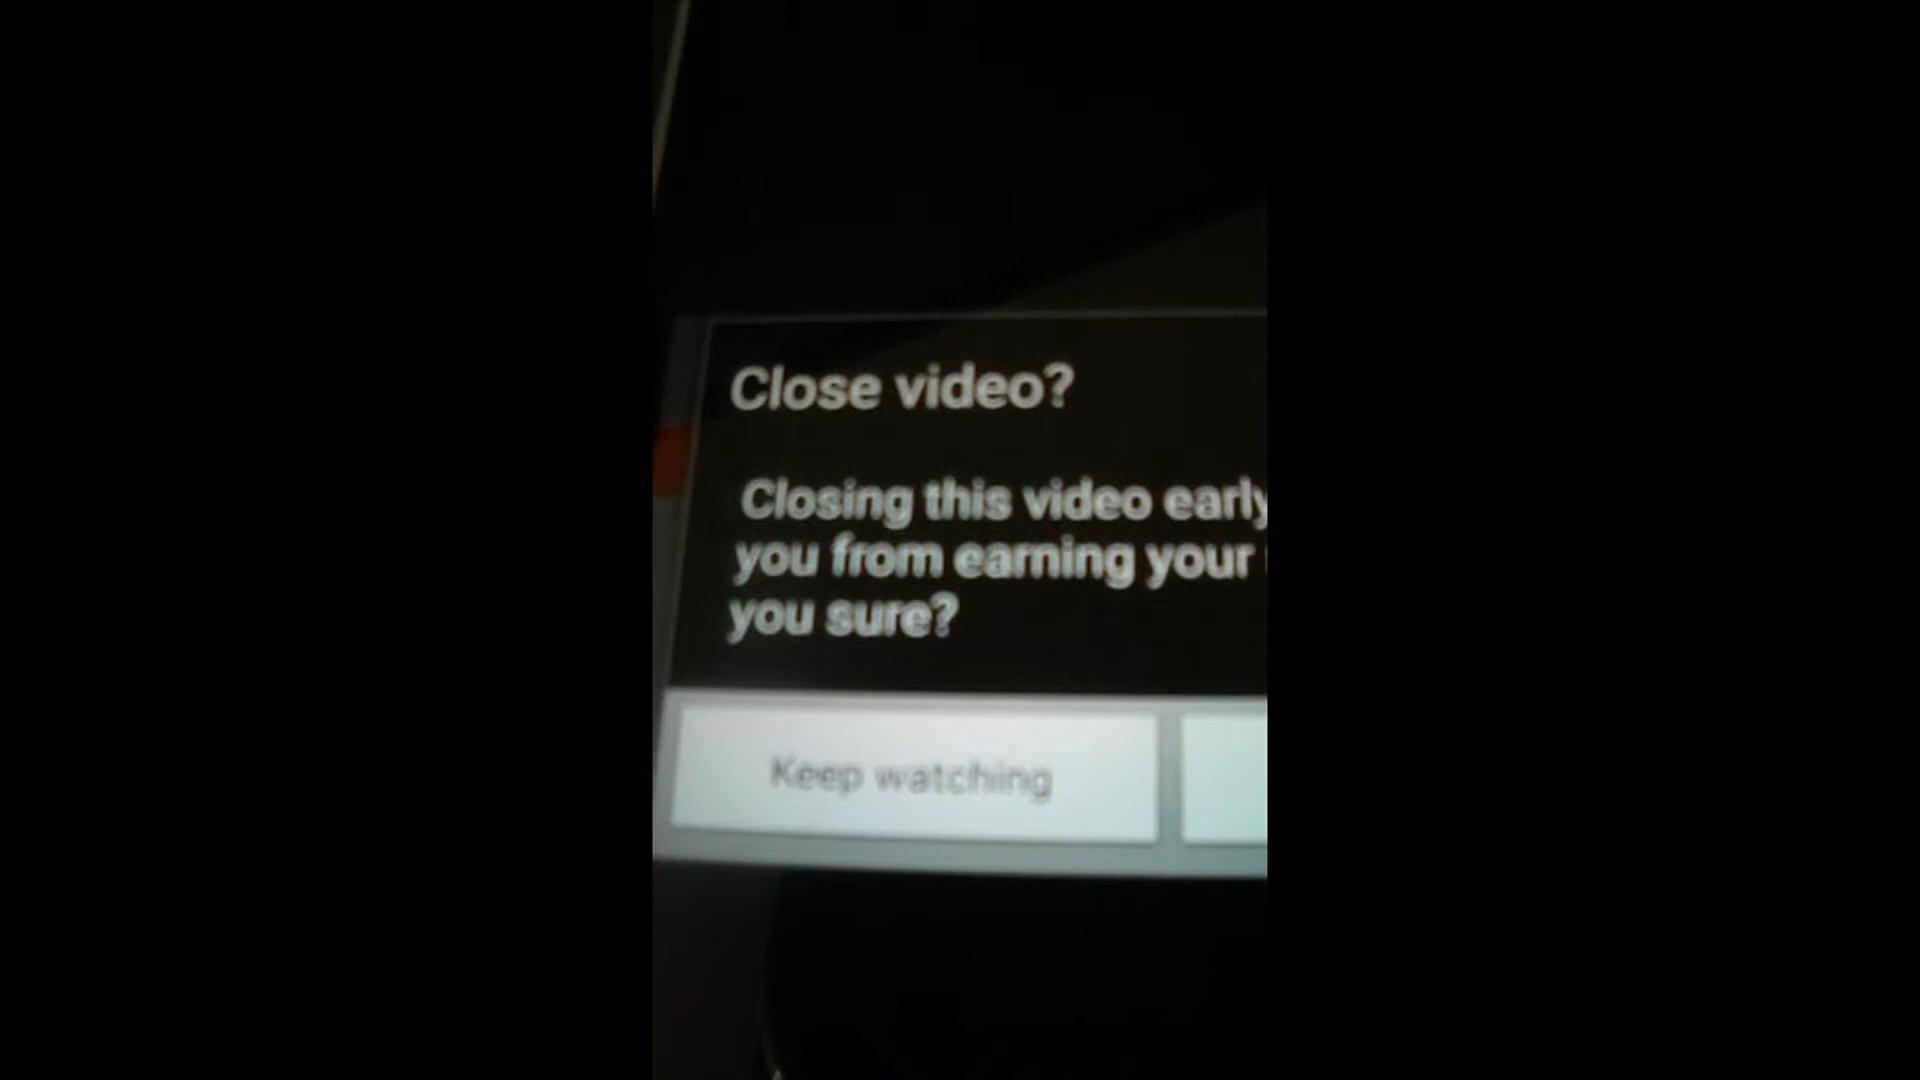 Close video?
Closing this video early
you from earning your
you sure?
Keep watching